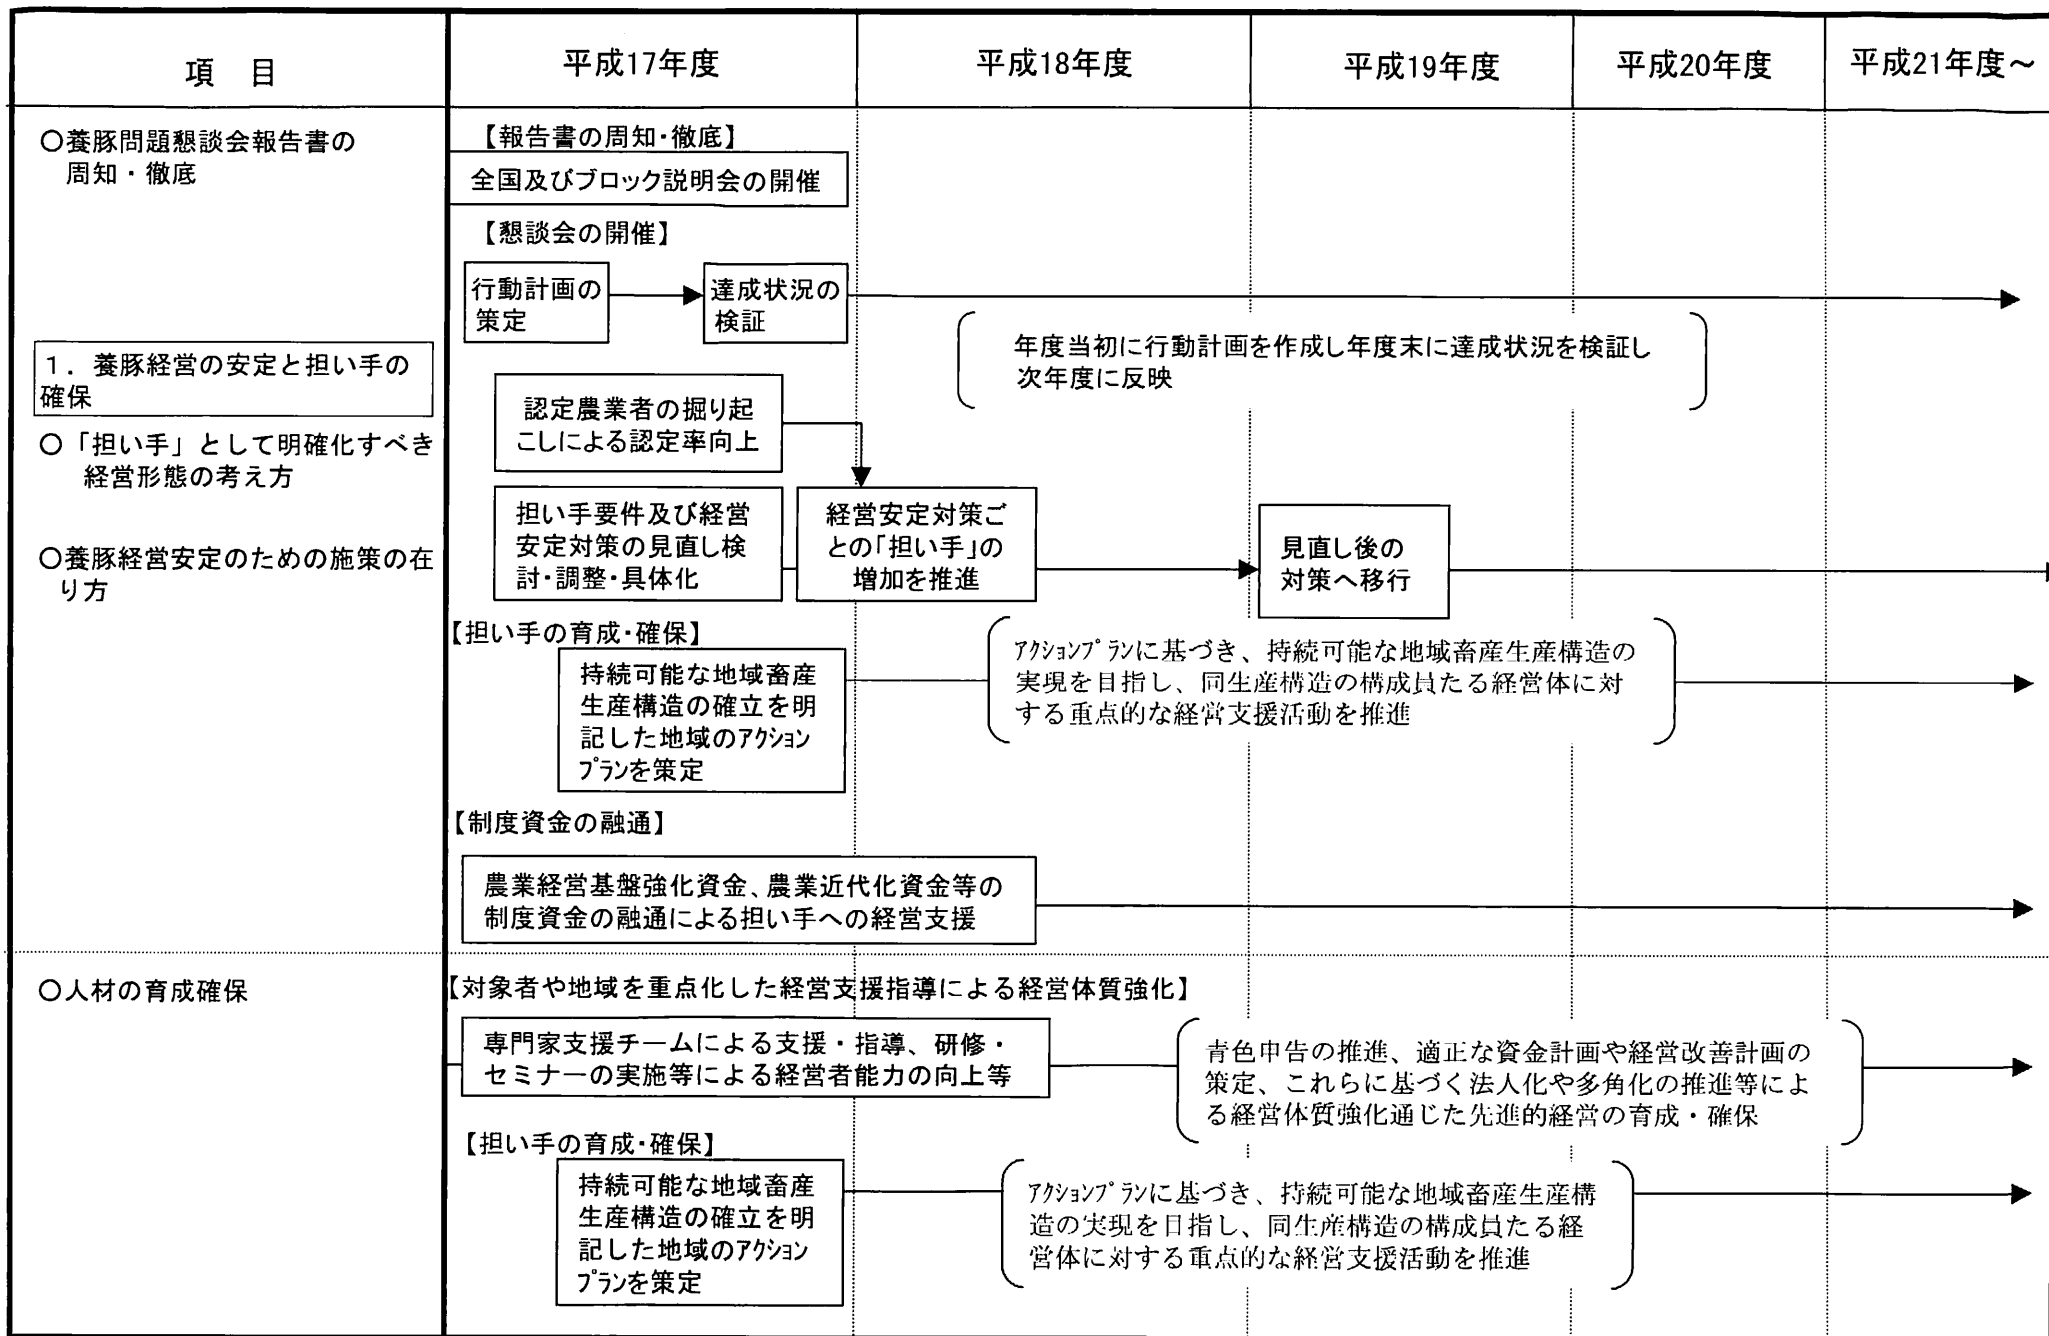 項 目
平成17年度
平成18年度
平成19年度
平成20年度
平成21年度～
○養豚問題懇談会報告書の
周知・徹底
【報告書の周知・徹底】
全国及びブロック説明会の開催
【懇談会の開催】
行動計画の
策定
達成状況の
検証
年度当初に行動計画を作成し年度末に達成状況を検証し
次年度に反映
１．養豚経営の安定と担い手の
確保
○「担い手」として明確化すべき
経営形態の考え方
○養豚経営安定のための施策の在
り方
認定農業者の掘り起
こしによる認定率向上
担い手要件及び経営
安定対策の見直し検
討・調整・具体化
経営安定対策ご
との「担い手」の
増加を推進
見直し後の
対策へ移行
【担い手の育成・確保】
持続可能な地域畜産
生産構造の確立を明
記した地域のｱｸｼｮﾝ
ﾌﾟﾗﾝを策定
ｱｸｼｮﾝﾌﾟﾗﾝに基づき、持続可能な地域畜産生産構造の
実現を目指し、同生産構造の構成員たる経営体に対
する重点的な経営支援活動を推進
【制度資金の融通】
農業経営基盤強化資金、農業近代化資金等の
制度資金の融通による担い手への経営支援
○人材の育成確保
【対象者や地域を重点化した経営支援指導による経営体質強化】
専門家支援チームによる支援・指導、研修・
セミナーの実施等による経営者能力の向上等
青色申告の推進、適正な資金計画や経営改善計画の
策定、これらに基づく法人化や多角化の推進等によ
る経営体質強化通じた先進的経営の育成・確保
【担い手の育成・確保】
持続可能な地域畜産
生産構造の確立を明
記した地域のｱｸｼｮﾝ
ﾌﾟﾗﾝを策定
ｱｸｼｮﾝﾌﾟﾗﾝに基づき、持続可能な地域畜産生産構
造の実現を目指し、同生産構造の構成員たる経
営体に対する重点的な経営支援活動を推進